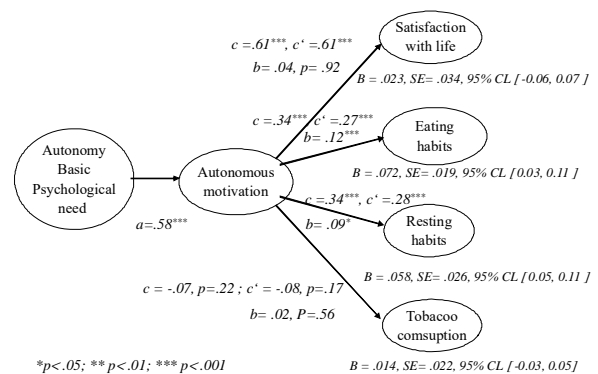 Satisfaction
with life
c =.61***, c‘ =.61***
b= .04, p= .92
B = .023, SE= .034, 95% CL [ -0.06, 0.07 ]
c =.34***, c‘ =.27***
b= .12***
Eating
habits
B = .072, SE= .019, 95% CL [ 0.03, 0.11 ]
Autonomy
Basic
Psychological
need
Autonomous
motivation
a=.58***
c =.34***, c‘ =.28***
b= .09*
Resting
habits
B = .058, SE= .026, 95% CL [ 0.05, 0.11 ]
c = -.07, p=.22 ; c‘ = -.08, p=.17
b= .02, P=.56
Tobacoo
comsuption
*p<.05; ** p<.01; *** p<.001
B = .014, SE= .022, 95% CL [ -0.03, 0.05]